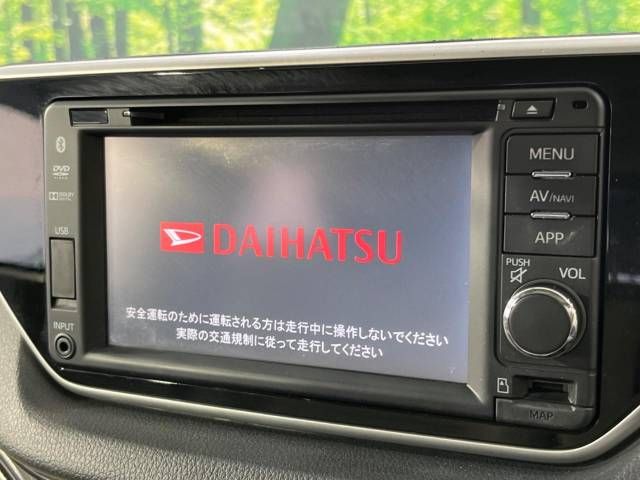 DVD
VIDEO
DOLBY
DIGITAL
USB
INPUT
DAIHATSU
安全運転のために運転される方は走行中に操作しないでください
実際の交通規制に従って走行してください
MENU
AV/NAVI
APP
PUSH
VOL
MAP